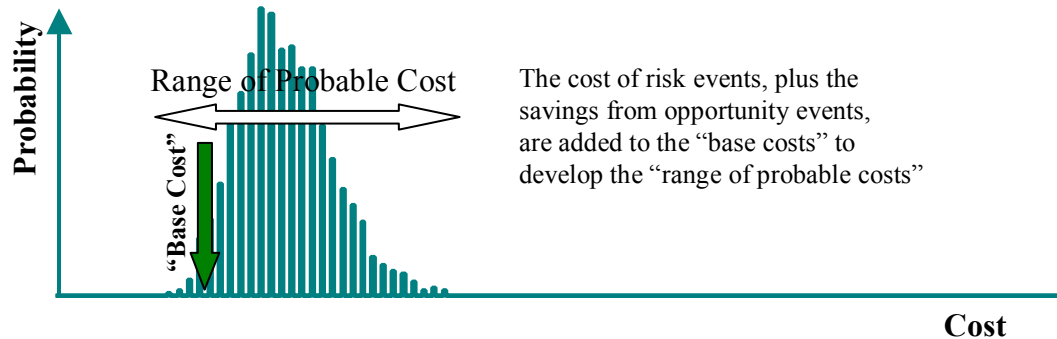 Probability
Range of Probable Cost
“Base Cost”
The cost of risk events, plus the
savings from opportunity events,
are added to the “base costs” to
develop the “range of probable costs”
Cost